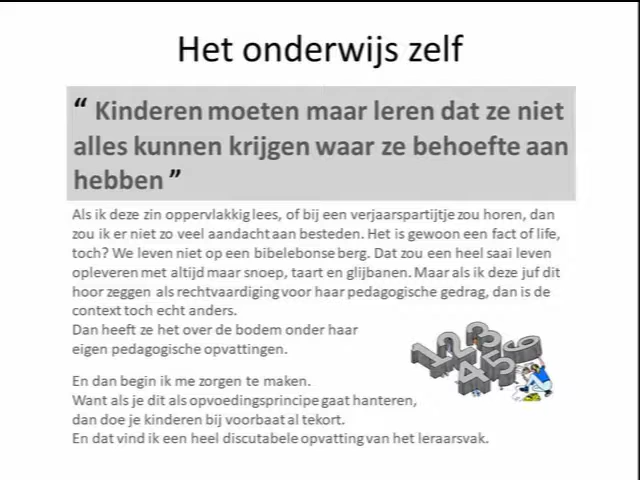 Het onderwijs zelf
“ Kinderen moeten maar leren dat ze niet
alles kunnen krijgen waar ze behoefte aan
hebben ”
Als ik deze zin oppervlakkig lees, of bij een verjaarspartijtje zou horen, dan
zou ik er niet zo veel aandacht aan besteden. Het is gewoon een fact of life,
toch? We leven niet op een bibelebonse berg. Dat zou een heel saai leven
opleveren met altijd maar snoep, taart en glijbanen. Maar als ik deze juf dit
hoor zeggen als rechtvaardiging voor haar pedagogische gedrag, dan is de
context toch echt anders.
Dan heeft ze het over de bodem onder haar
eigen pedagogische opvattingen.
En dan begin ik me zorgen te maken.
Want als je dit als opvoedingsprincipe gaat hanteren,
dan doe je kinderen bij voorbaat al tekort.
En dat vind ik een heel discutabele opvatting van het leraarsvak.
1 2 3
4 5 6